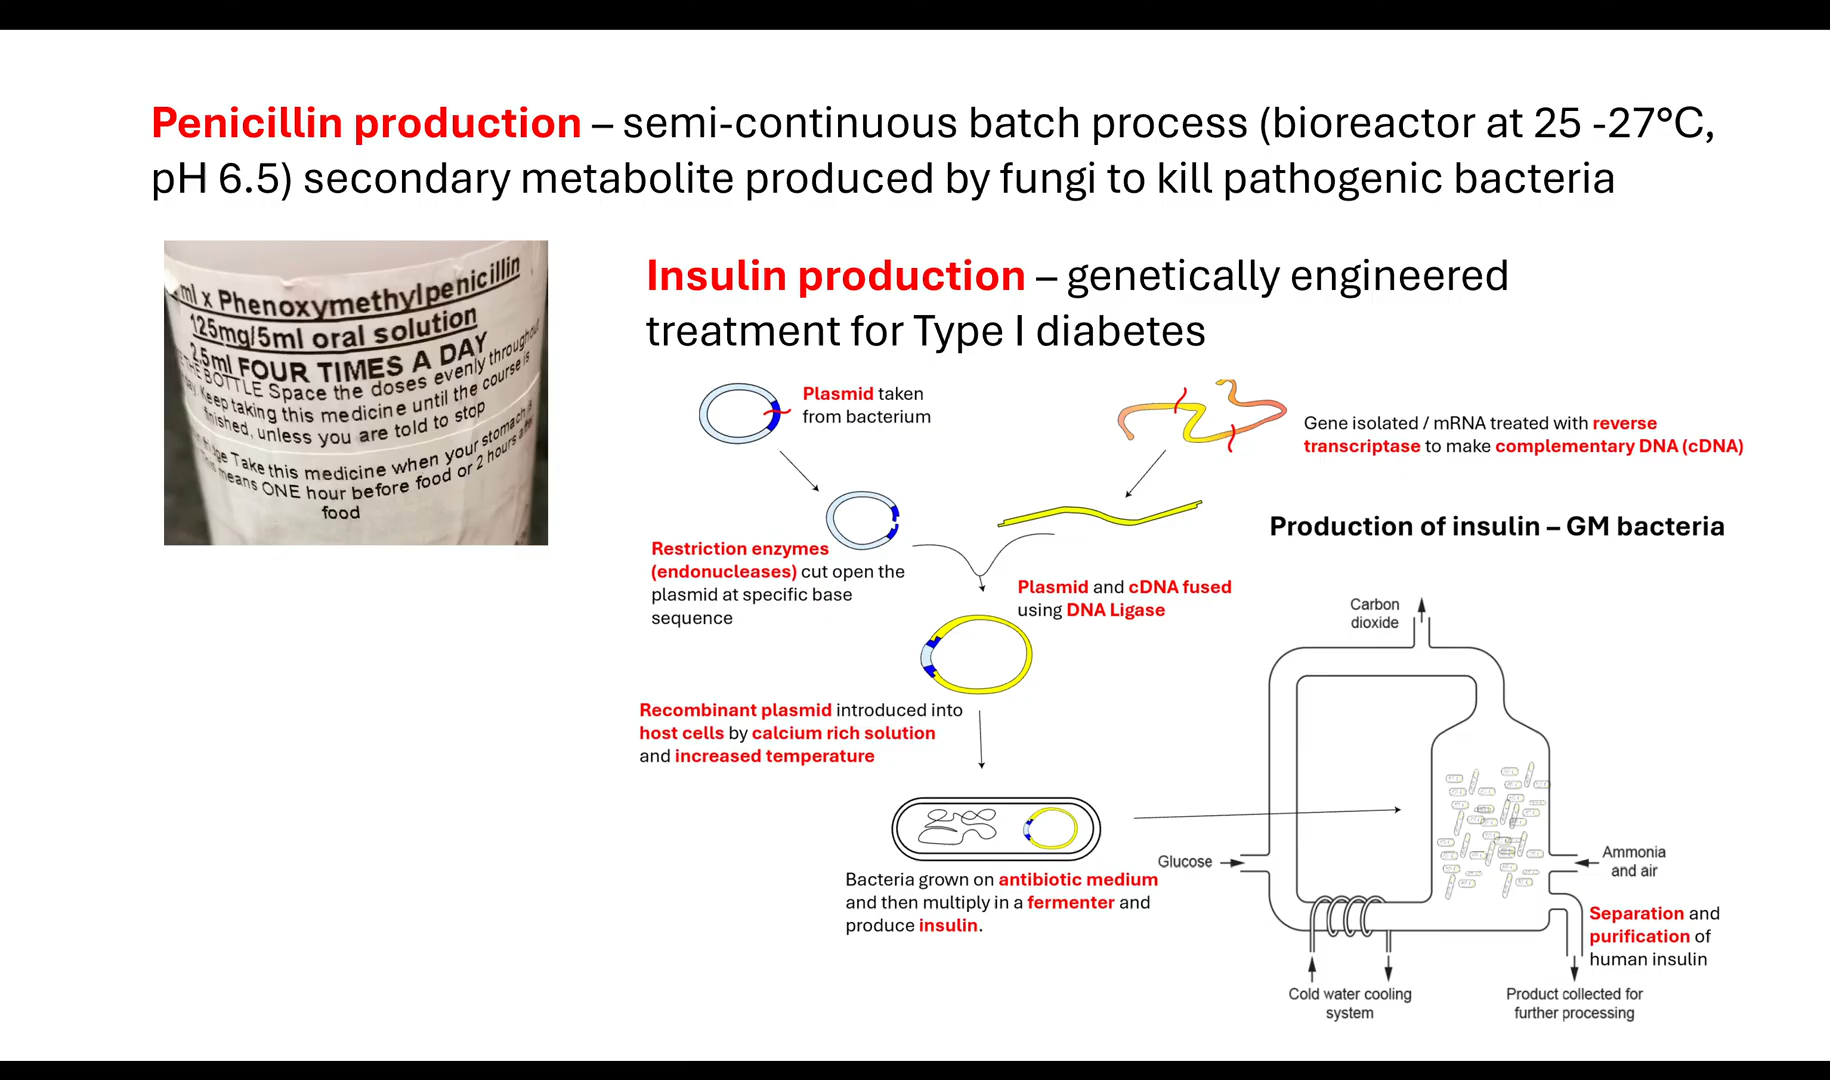 Penicillin production – semi-continuous batch process (bioreactor at 25 -27°C,
pH 6.5) secondary metabolite produced by fungi to kill pathogenic bacteria
ml x Phenoxymethylpenicillin
125mg/5ml oral solution
2.5ml FOUR TIMES A DAY
THE BOTTLE Space the doses evenly throughout
Keep taking this medicine until the course is
finished, unless you are told to stop
Take this medicine when your stomach is
means ONE hour before food or 2 hours after
food
Insulin production – genetically engineered
treatment for Type I diabetes
Plasmid taken
from bacterium
Gene isolated / mRNA treated with reverse
transcriptase to make complementary DNA (cDNA)
Restriction enzymes
(endonucleases) cut open the
plasmid at specific base
sequence
Plasmid and cDNA fused
using DNA Ligase
Recombinant plasmid introduced into
host cells by calcium rich solution
and increased temperature
Bacteria grown on antibiotic medium
and then multiply in a fermenter and
produce insulin.
Production of insulin – GM bacteria
Carbon
dioxide
Glucose
Ammonia
and air
Separation and
purification of
human insulin
Cold water cooling
system
Product collected for
further processing